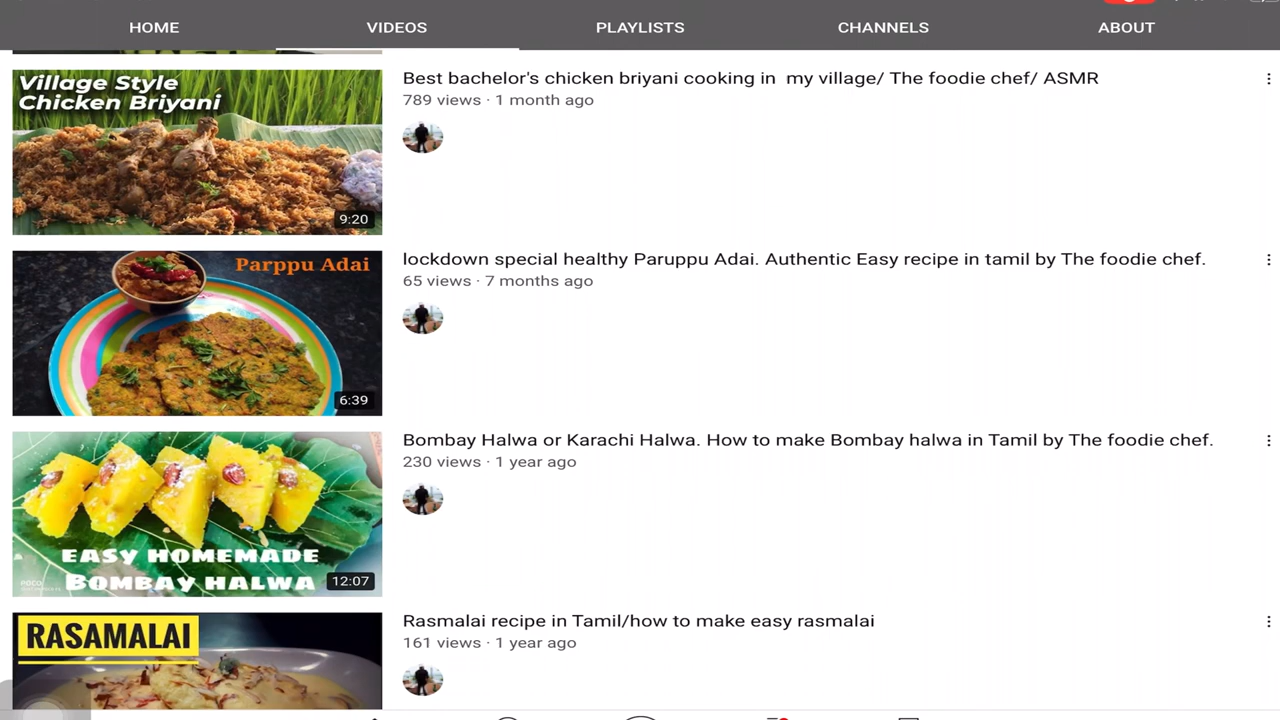 HOME VIDEOS PLAYLISTS CHANNELS ABOUT
Village Style
Chicken Briyani
9:20
Best bachelor's chicken briyani cooking in my village/ The foodie chef/ ASMR
789 views · 1 month ago
Parppu Adai
6:39
lockdown special healthy Paruppu Adai. Authentic Easy recipe in tamil by The foodie chef.
65 views · 7 months ago
EASY HOMEMADE
BOMBAY HALWA
POCO
12:07
Bombay Halwa or Karachi Halwa. How to make Bombay halwa in Tamil by The foodie chef.
230 views · 1 year ago
RASAMALAI
Rasmalai recipe in Tamil/how to make easy rasmalai
161 views · 1 year ago